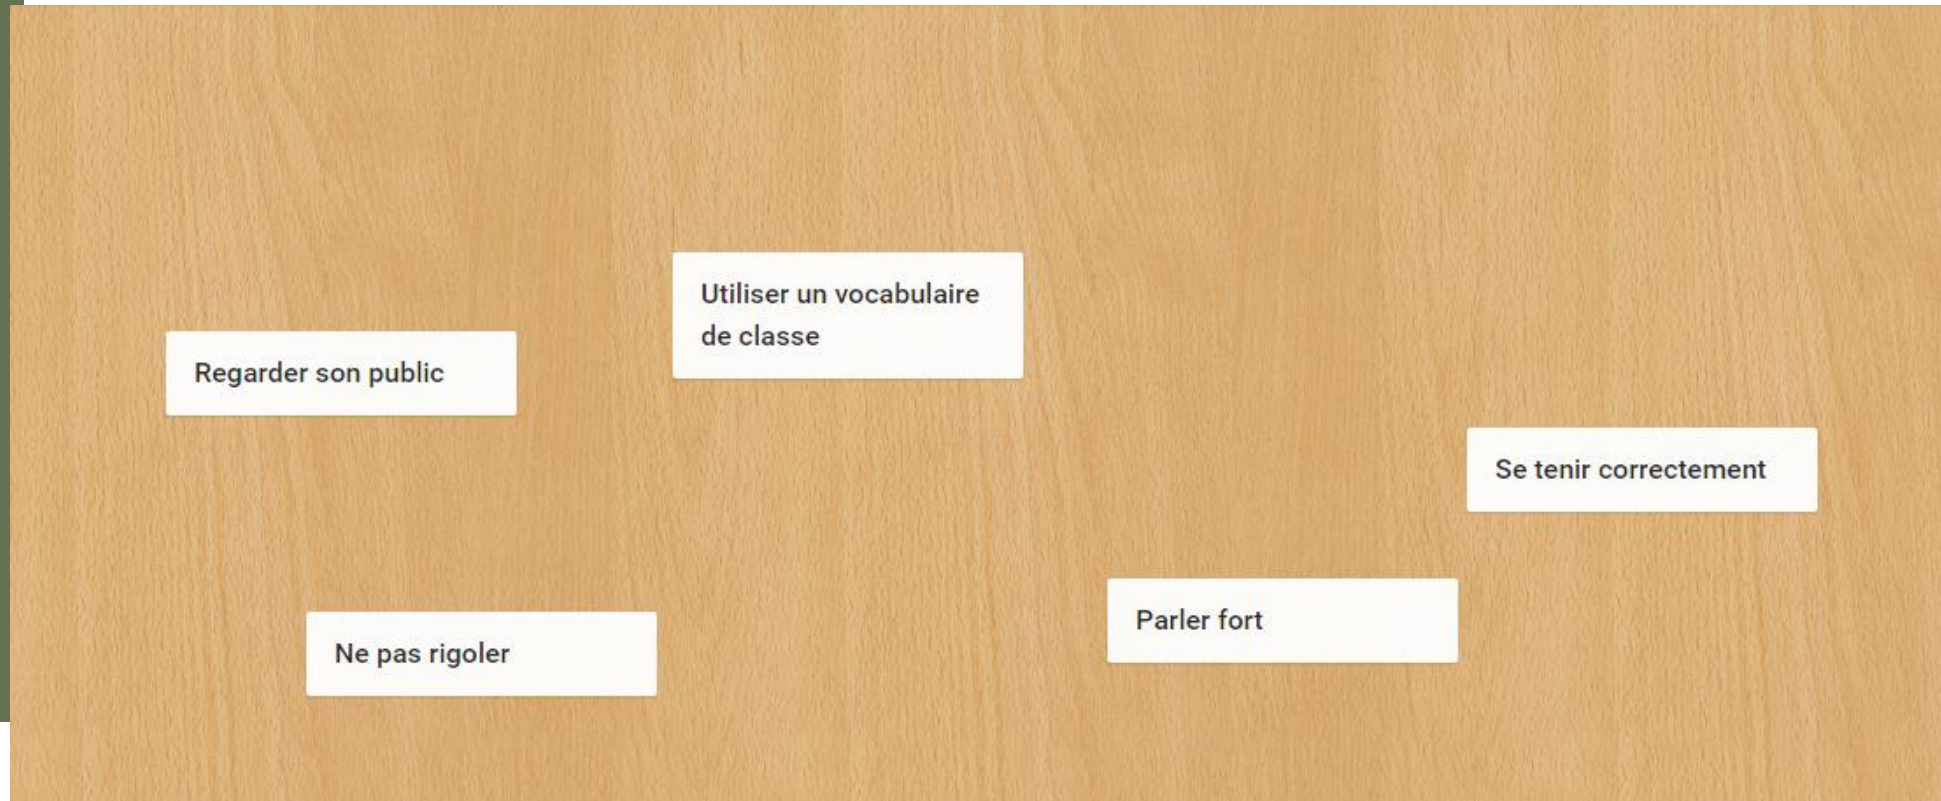 Utiliser un vocabulaire
de classe
Regarder son public
Se tenir correctement
Parler fort
Ne pas rigoler